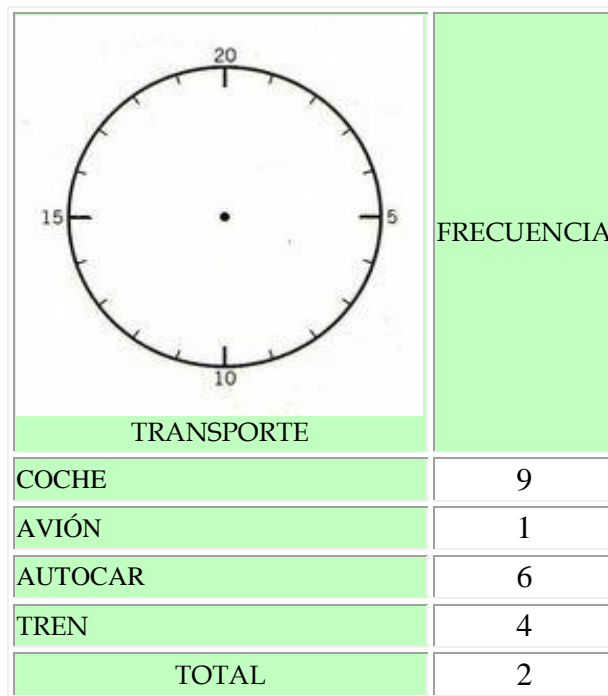 20
15
5
10
TRANSPORTE
FRECUENCIA
COCHE 9
AVIÓN 1
AUTOCAR 6
TREN 4
TOTAL 2